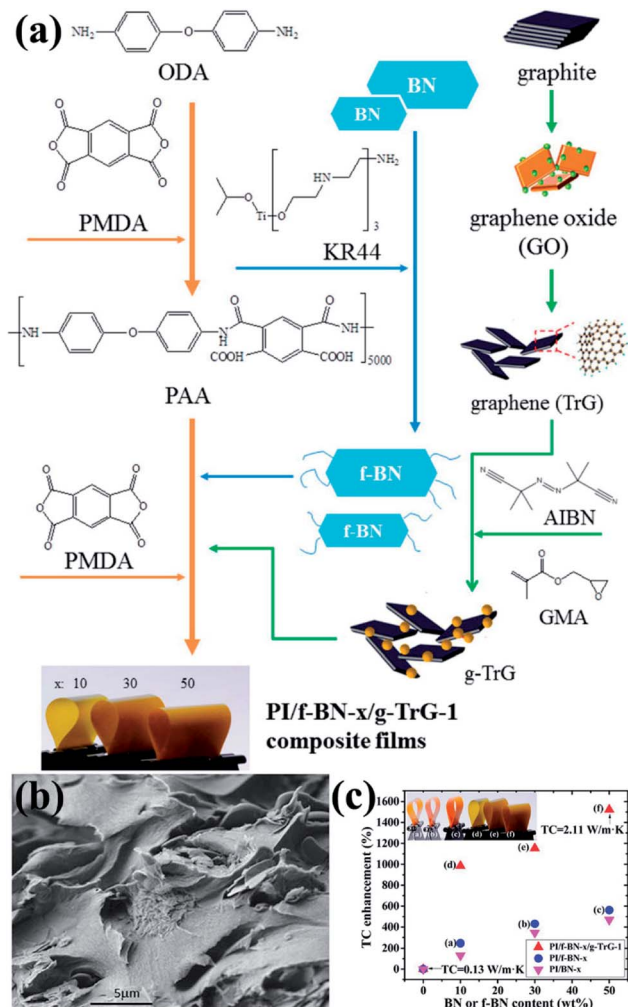 (a)
NH₂
O
NH₂
ODA
O
O
O
O
O
O
PMDA
BN
BN
O
Ti
O
HN
NH₂
3
KR44
graphite
graphene oxide
(GO)
NH
O
O
N
H
O
NH
COOH
COOH
5000
PAA
graphene (TrG)
f-BN
f-BN
O
O
O
O
O
O
PMDA
N
N
N
N
AIBN
O
O
O
GMA
g-TrG
x: 10 30 50
PI/f-BN-x/g-TrG-1
composite films
(b)
5μm
(c)
TC enhancement (%)
1600
1400
1200
1000
800
600
400
200
0
(c) (d) (e) (f)
(f)
TC=2.11 W/m·K
(e)
(d)
(a)
(b)
(c)
TC=0.13 W/m·K
PI/f-BN-x/g-TrG-1
PI/f-BN-x
PI/BN-x
0 10 20 30 40 50
BN or f-BN content (wt%)